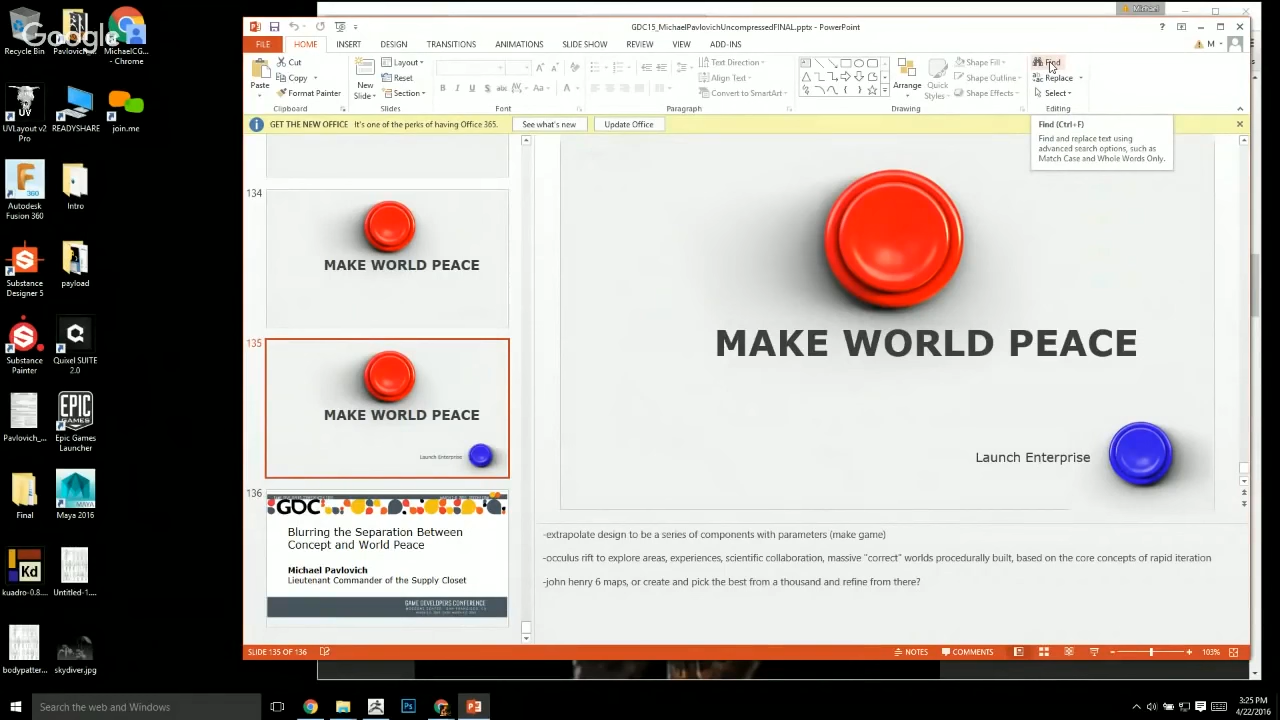 Michael
GDC15_MichaelPavlovichUncompressedFINAL.pptx - PowerPoint
Google
Recycle Bin
Pavlovich,...
MichaelCG... - Chrome
FILE HOME INSERT DESIGN TRANSITIONS ANIMATIONS SLIDE SHOW REVIEW VIEW ADD-INS
M
Paste
Cut
Copy
Format Painter
Clipboard
New Slide
Layout
Reset
Section
Slides
Font
Text Direction
Align Text
Convert to SmartArt
Paragraph
Arrange
Quick Styles
Shape Fill
Shape Outline
Shape Effects
Drawing
Find
Replace
Select
Editing
GET THE NEW OFFICE It's one of the perks of having Office 365. See what's new Update Office
Find (Ctrl+F)
Find and replace text using
advanced search options, such as
Match Case and Whole Words Only.
UV
UVLayout v2 Pro
READYSHARE
join.me
360
Autodesk Fusion 360
Intro
Substance Designer 5
payload
Substance Painter
Quixel SUITE 2.0
Pavlovich_...
EPIC
GAMES
Epic Games Launcher
Final
Maya 2016
Kd
kuadro-0.8....
Untitled-1....
bodypatter...
skydiver.jpg
134
MAKE WORLD PEACE
135
MAKE WORLD PEACE
Launch Enterprise
136
GDC
Blurring the Separation Between
Concept and World Peace
Michael Pavlovich
Lieutenant Commander of the Supply Closet
GAME DEVELOPERS CONFERENCE
MAKE WORLD PEACE
Launch Enterprise
-extrapolate design to be a series of components with parameters (make game)
-occulus rift to explore areas, experiences, scientific collaboration, massive "correct" worlds procedurally built, based on the core concepts of rapid iteration
-john henry 6 maps, or create and pick the best from a thousand and refine from there?
SLIDE 135 OF 136
NOTES
COMMENTS
103%
Search the web and Windows
Ps
3:25 PM
4/22/2016